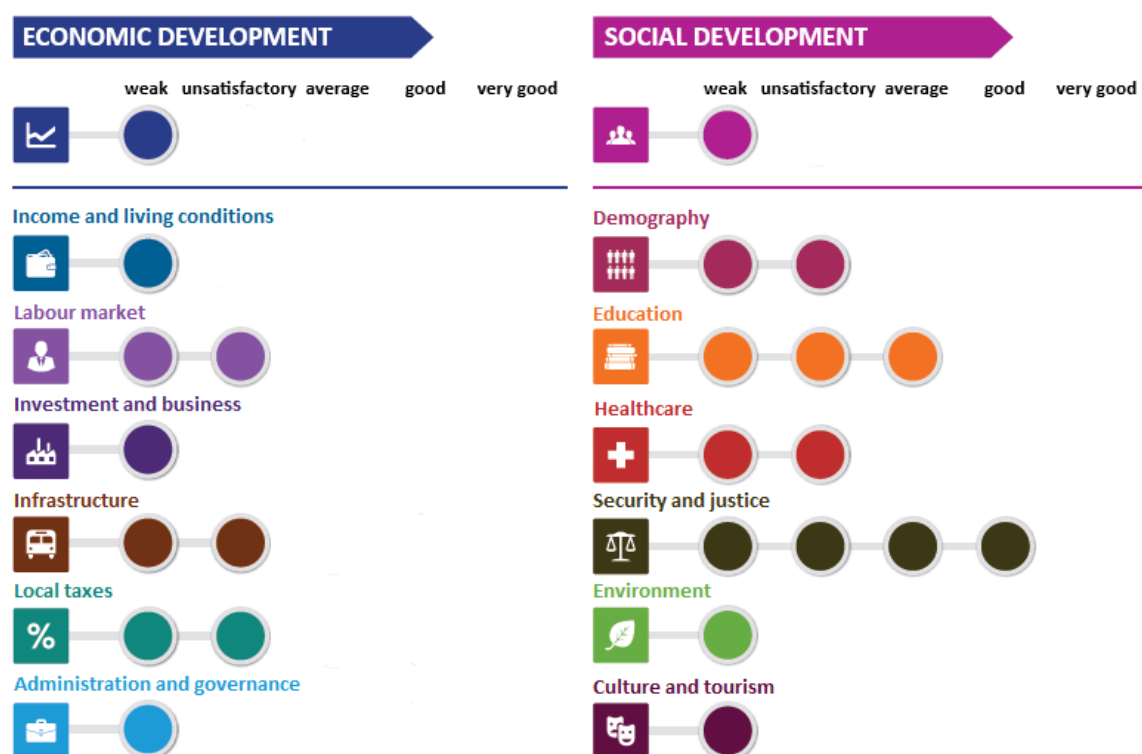 ECONOMIC DEVELOPMENT
weak unsatisfactory average good very good
Income and living conditions
Labour market
Investment and business
Infrastructure
Local taxes
%
Administration and governance
SOCIAL DEVELOPMENT
weak unsatisfactory average good very good
Demography
Education
Healthcare
Security and justice
Environment
Culture and tourism